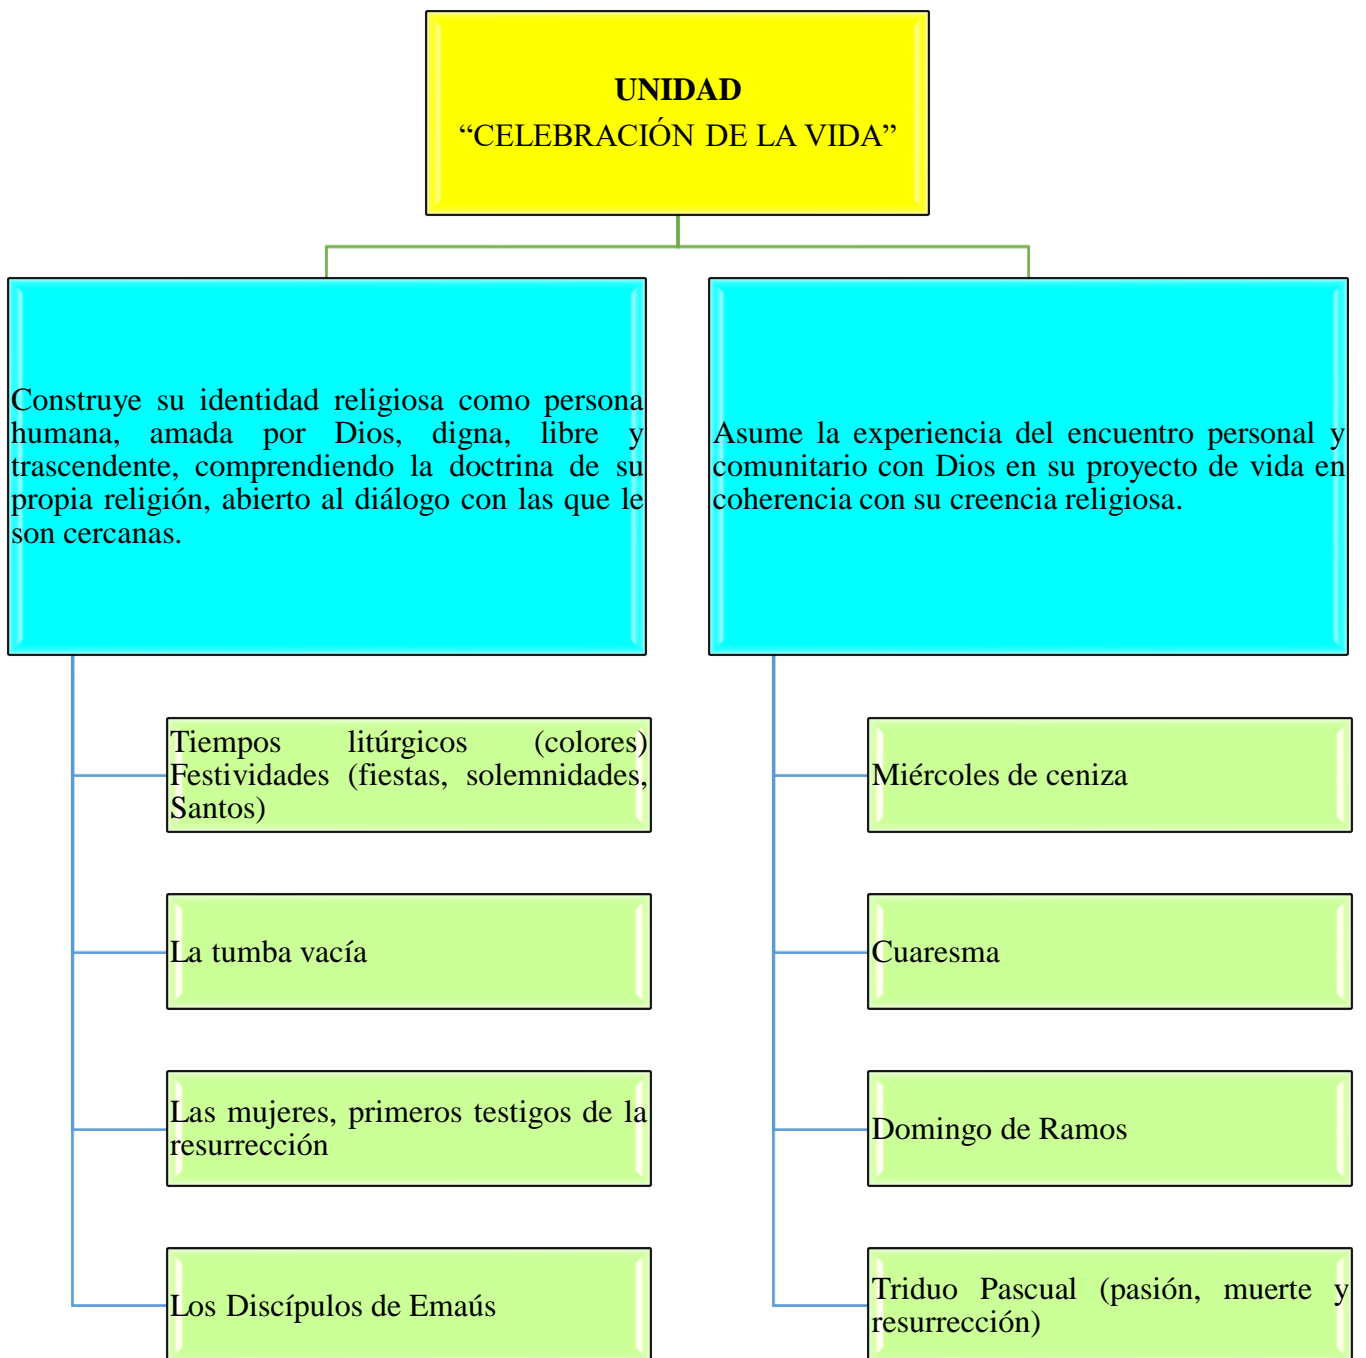 UNIDAD
“CELEBRACIÓN DE LA VIDA”
Construye su identidad religiosa como persona
humana, amada por Dios, digna, libre y
trascendente, comprendiendo la doctrina de su
propia religión, abierto al diálogo con las que le
son cercanas.
Tiempos litúrgicos (colores)
Festividades (fiestas, solemnidades,
Santos)
La tumba vacía
Las mujeres, primeros testigos de la
resurrección
Los Discípulos de Emaús
Asume la experiencia del encuentro personal y
comunitario con Dios en su proyecto de vida en
coherencia con su creencia religiosa.
Miércoles de ceniza
Cuaresma
Domingo de Ramos
Triduo Pascual (pasión, muerte y
resurrección)